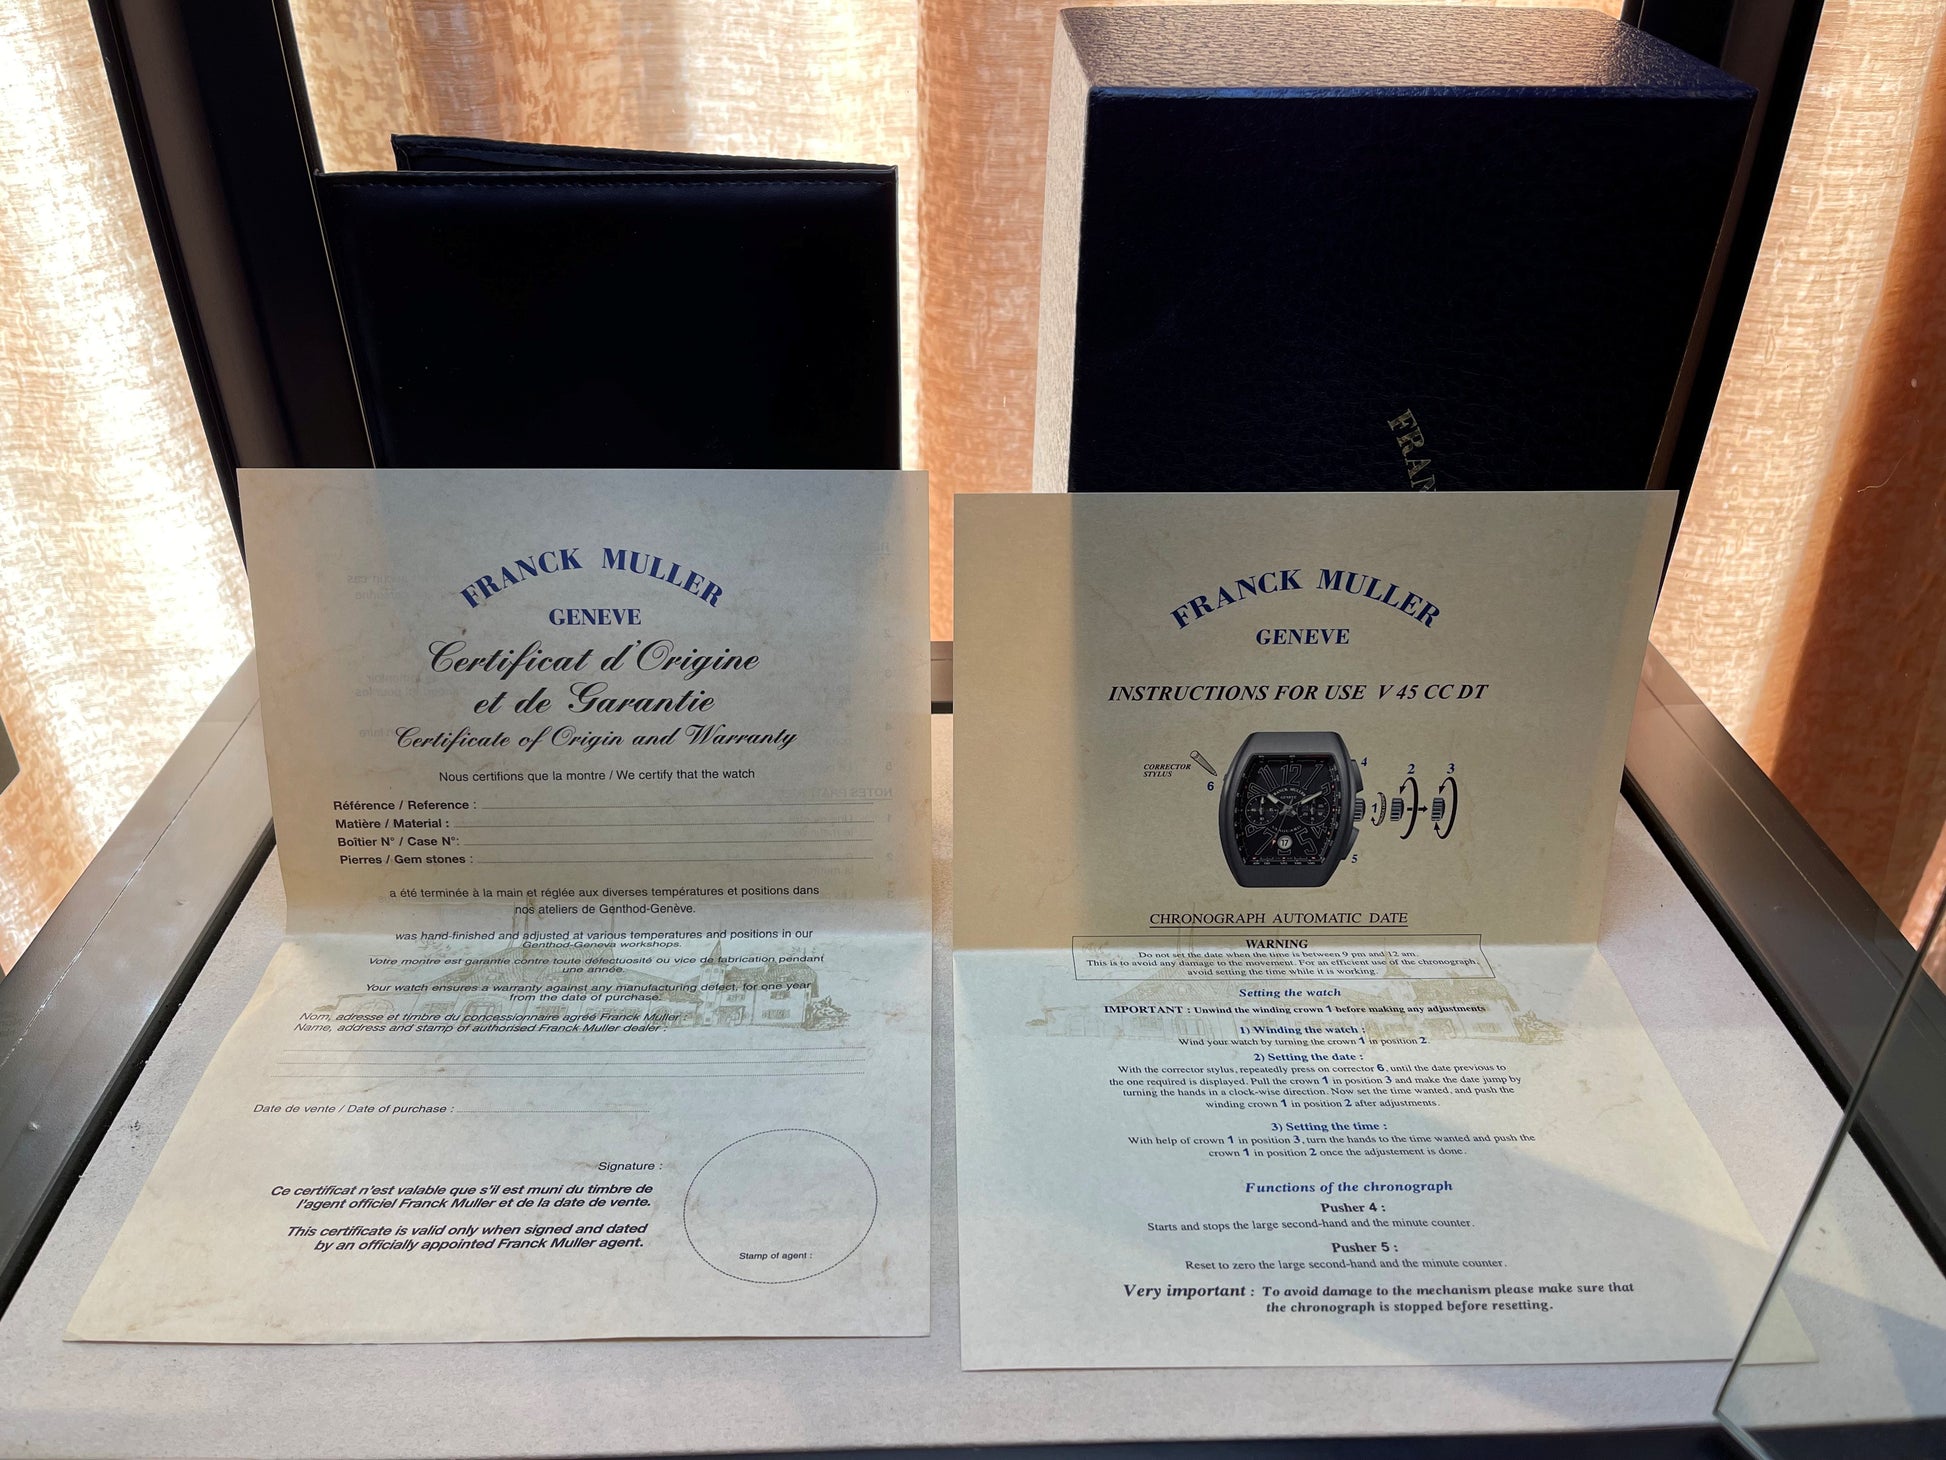 FRAN
FRANCK MULLER
GENEVE
Certificat d'Origine
et de Garantie
Certificate of Origin and Warranty
Nous certifions que la montre / We certify that the watch
Référence / Reference :
Matière / Material :
Boîtier N° / Case N°:
Pierres / Gem stones :
a été terminée à la main et réglée aux diverses températures et positions dans
nos ateliers de Genthod-Genève.
was hand-finished and adjusted at various temperatures and positions in our
Genthod-Geneva workshops.
Votre montre est garantie contre toute défectuosité ou vice de fabrication pendant
une année.
Your watch ensures a warranty against any manufacturing defect, for one year
from the date of purchase.
Nom, adresse et timbre du concessionnaire agréé Franck Muller :
Name, address and stamp of authorised Franck Muller dealer :
Date de vente / Date of purchase :
Signature :
Ce certificat n'est valable que s'il est muni du timbre de
l'agent officiel Franck Muller et de la date de vente.
This certificate is valid only when signed and dated
by an officially appointed Franck Muller agent.
Stamp of agent :
FRANCK MULLER
GENEVE
INSTRUCTIONS FOR USE V 45 CC DT
CORRECTOR
STYLUS
6
4
5
1
2
3
12
FRANCK MULLER
GENEVE
17
CHRONOGRAPH AUTOMATIC DATE
WARNING
Do not set the date when the time is between 9 pm and 12 am.
This is to avoid any damage to the movement. For an efficient use of the chronograph,
avoid setting the time while it is working.
Setting the watch
IMPORTANT : Unwind the winding crown 1 before making any adjustments
1) Winding the watch :
Wind your watch by turning the crown 1 in position 2.
2) Setting the date :
With the corrector stylus, repeatedly press on corrector 6, until the date previous to
the one required is displayed. Pull the crown 1 in position 3 and make the date jump by
turning the hands in a clock-wise direction. Now set the time wanted, and push the
winding crown 1 in position 2 after adjustments.
3) Setting the time :
With help of crown 1 in position 3, turn the hands to the time wanted and push the
crown 1 in position 2 once the adjustement is done.
Functions of the chronograph
Pusher 4 :
Starts and stops the large second-hand and the minute counter.
Pusher 5 :
Reset to zero the large second-hand and the minute counter.
Very important : To avoid damage to the mechanism please make sure that
the chronograph is stopped before resetting.